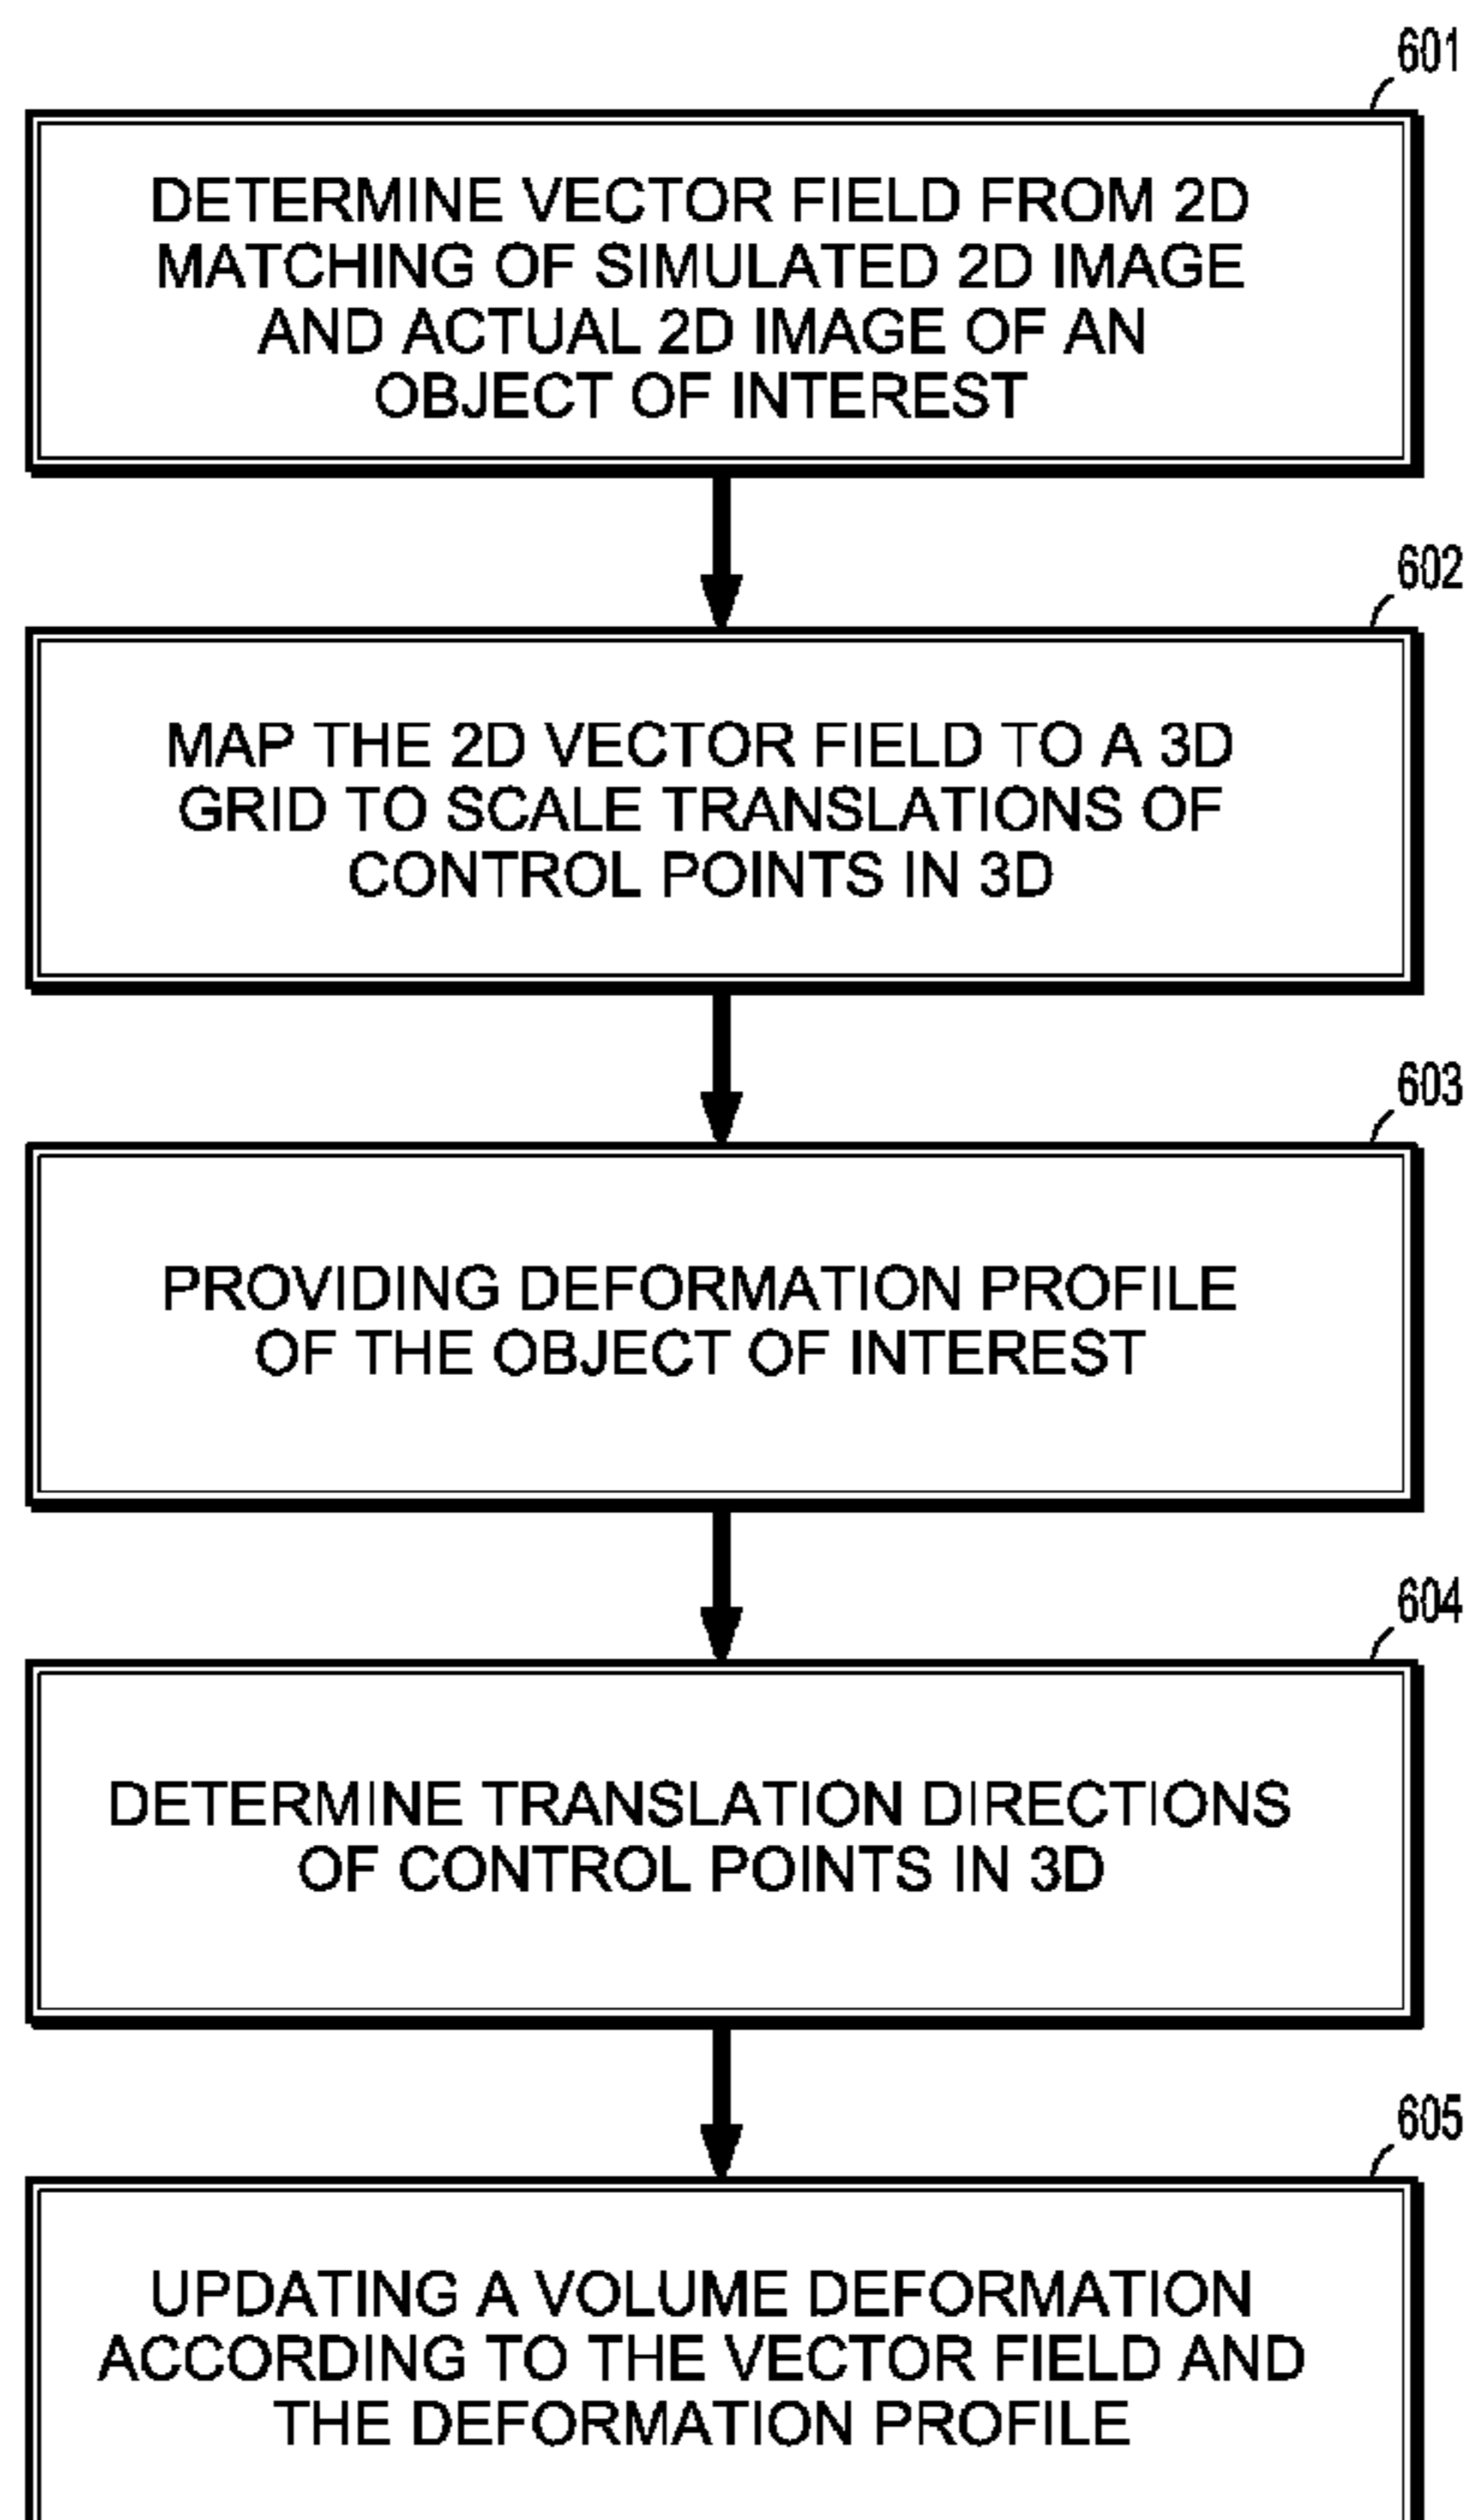 601
DETERMINE VECTOR FIELD FROM 2D
MATCHING OF SIMULATED 2D IMAGE
AND ACTUAL 2D IMAGE OF AN
OBJECT OF INTEREST
602
MAP THE 2D VECTOR FIELD TO A 3D
GRID TO SCALE TRANSLATIONS OF
CONTROL POINTS IN 3D
603
PROVIDING DEFORMATION PROFILE
OF THE OBJECT OF INTEREST
604
DETERMINE TRANSLATION DIRECTIONS
OF CONTROL POINTS IN 3D
605
UPDATING A VOLUME DEFORMATION
ACCORDING TO THE VECTOR FIELD AND
THE DEFORMATION PROFILE